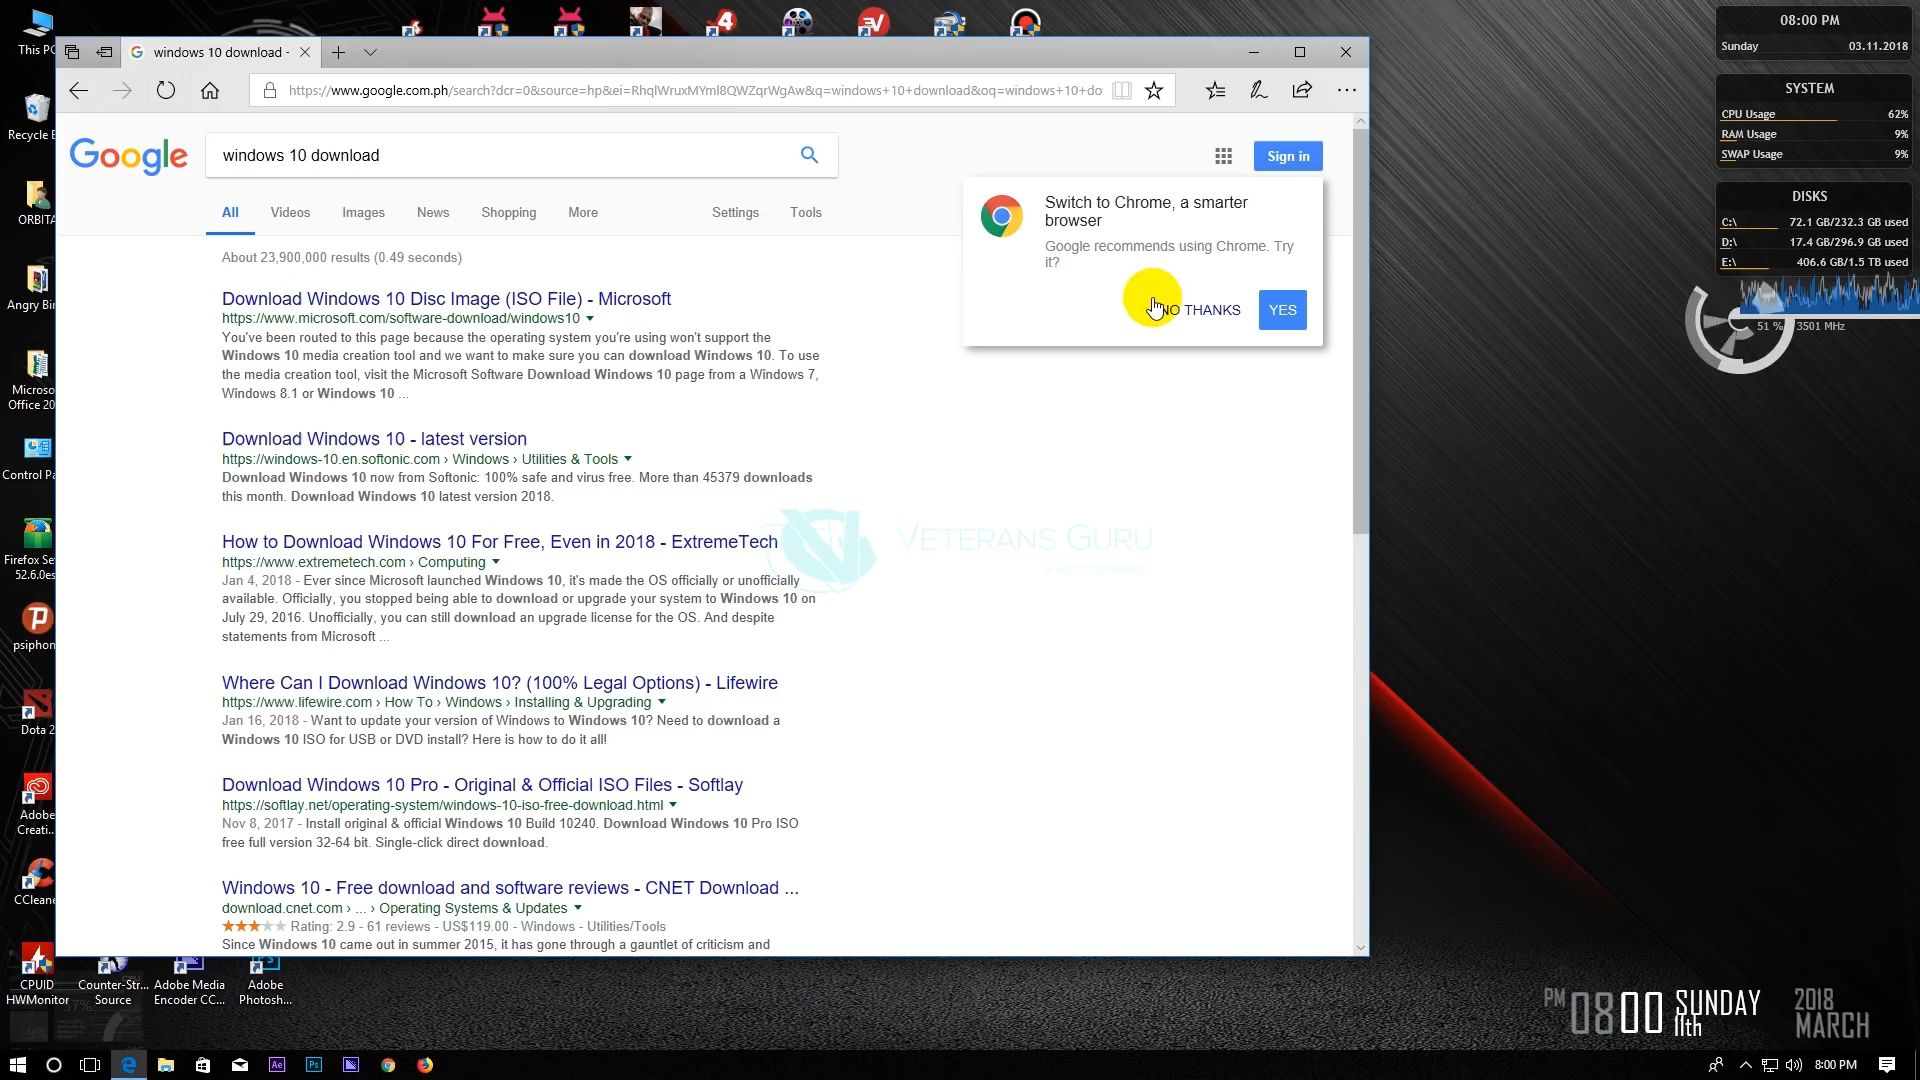 This PC
Recycle B
ORBITA
Angry Bir
Microso
Office 20
Control Pa
Firefox Se
52.6.0es
psiphon
Dota 2
Adobe
Creati...
CCleane
CPUID
HWMonitor
Counter-Str...
Source
Adobe Media
Encoder CC...
Adobe
Photosh...
windows 10 download -
https://www.google.com.ph/search?dcr=0&source=hp&ei=RhqlWruxMYml8QWZqrWgAw&q=windows+10+download&oq=windows+10+do
Google
windows 10 download
Sign in
All Videos Images News Shopping More Settings Tools
Switch to Chrome, a smarter
browser
Google recommends using Chrome. Try
it?
NO THANKS YES
About 23,900,000 results (0.49 seconds)
Download Windows 10 Disc Image (ISO File) - Microsoft
https://www.microsoft.com/software-download/windows10
You've been routed to this page because the operating system you're using won't support the
Windows 10 media creation tool and we want to make sure you can download Windows 10. To use
the media creation tool, visit the Microsoft Software Download Windows 10 page from a Windows 7,
Windows 8.1 or Windows 10 ...
Download Windows 10 - latest version
https://windows-10.en.softonic.com › Windows › Utilities & Tools
Download Windows 10 now from Softonic: 100% safe and virus free. More than 45379 downloads
this month. Download Windows 10 latest version 2018.
How to Download Windows 10 For Free, Even in 2018 - ExtremeTech
https://www.extremetech.com › Computing
Jan 4, 2018 - Ever since Microsoft launched Windows 10, it's made the OS officially or unofficially
available. Officially, you stopped being able to download or upgrade your system to Windows 10 on
July 29, 2016. Unofficially, you can still download an upgrade license for the OS. And despite
statements from Microsoft ...
VETERANS GURU
Where Can I Download Windows 10? (100% Legal Options) - Lifewire
https://www.lifewire.com › How To › Windows › Installing & Upgrading
Jan 16, 2018 - Want to update your version of Windows to Windows 10? Need to download a
Windows 10 ISO for USB or DVD install? Here is how to do it all!
Download Windows 10 Pro - Original & Official ISO Files - Softlay
https://softlay.net/operating-system/windows-10-iso-free-download.html
Nov 8, 2017 - Install original & official Windows 10 Build 10240. Download Windows 10 Pro ISO
free full version 32-64 bit. Single-click direct download.
Windows 10 - Free download and software reviews - CNET Download ...
download.cnet.com › ... › Operating Systems & Updates
Rating: 2.9 - 61 reviews - US$119.00 - Windows - Utilities/Tools
Since Windows 10 came out in summer 2015, it has gone through a gauntlet of criticism and
08:00 PM
Sunday 03.11.2018
SYSTEM
CPU Usage 62%
RAM Usage 9%
SWAP Usage 9%
DISKS
C:\ 72.1 GB/232.3 GB used
D:\ 17.4 GB/296.9 GB used
E:\ 406.6 GB/1.5 TB used
51 % 3501 MHz
PM 0800 SUNDAY 11th 2018 MARCH
Ae Ps
8:00 PM